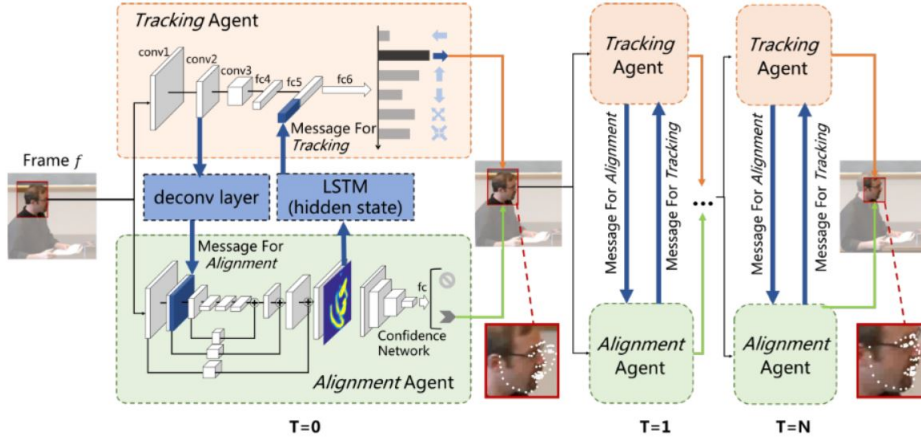 Tracking Agent
conv1
conv2
conv3
fc4
fc5
fc6
Message For
Tracking
Frame f
deconv layer
LSTM
(hidden state)
Message For
Alignment
fc
Confidence
Network
Alignment Agent
T=0
Tracking
Agent
Message For Alignment
Message For Tracking
Alignment
Agent
T=1
...
Tracking
Agent
Message For Alignment
Message For Tracking
Alignment
Agent
T=N